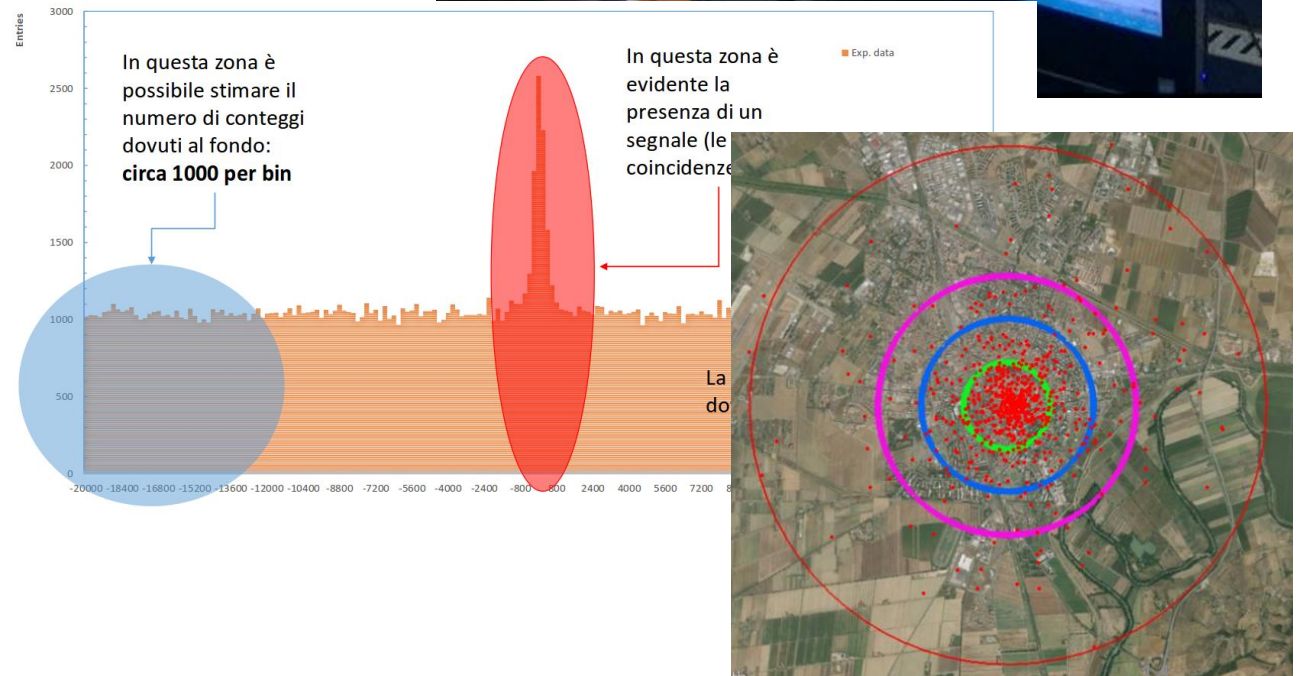 Entries
3000
2500
2000
1500
1000
500
0
In questa zona è
possibile stimare il
numero di conteggi
dovuti al fondo:
circa 1000 per bin
In questa zona è
evidente la
presenza di un
segnale (le
coincidenze
Exp. data
La
-20000 -18400 -16800 -15200 -13600 -12000 -10400 -8800 -7200 -5600 -4000 -2400 -800 800 2400 4000 5600 7200